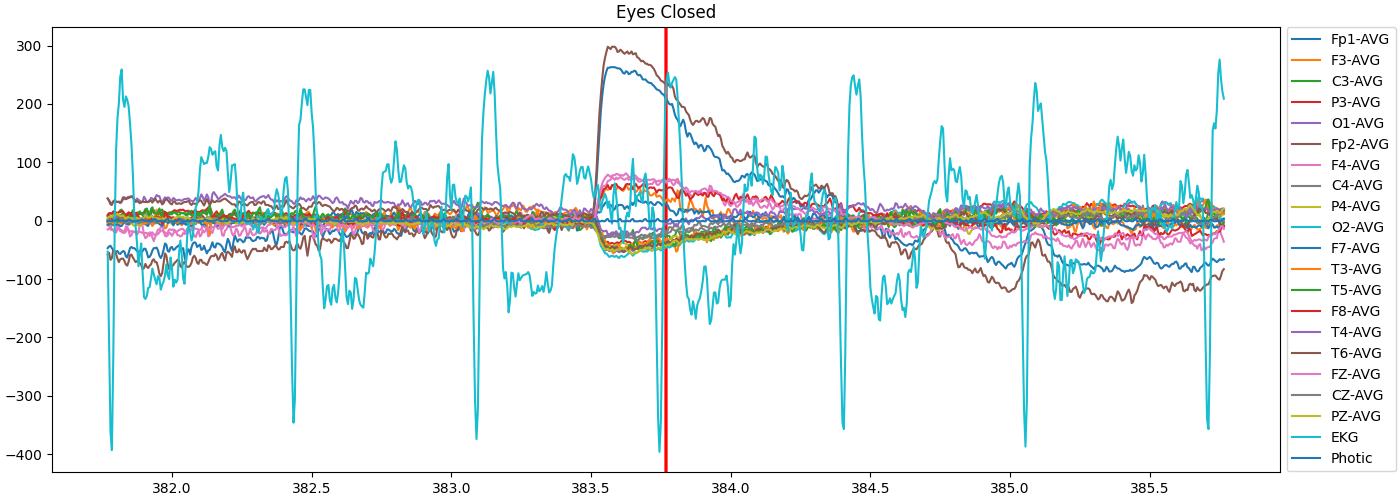 Eyes Closed
300
200
100
0
−100
−200
−300
−400
382.0 382.5 383.0 383.5 384.0 384.5 385.0 385.5
Fp1-AVG
F3-AVG
C3-AVG
P3-AVG
O1-AVG
Fp2-AVG
F4-AVG
C4-AVG
P4-AVG
O2-AVG
F7-AVG
T3-AVG
T5-AVG
F8-AVG
T4-AVG
T6-AVG
FZ-AVG
CZ-AVG
PZ-AVG
EKG
Photic